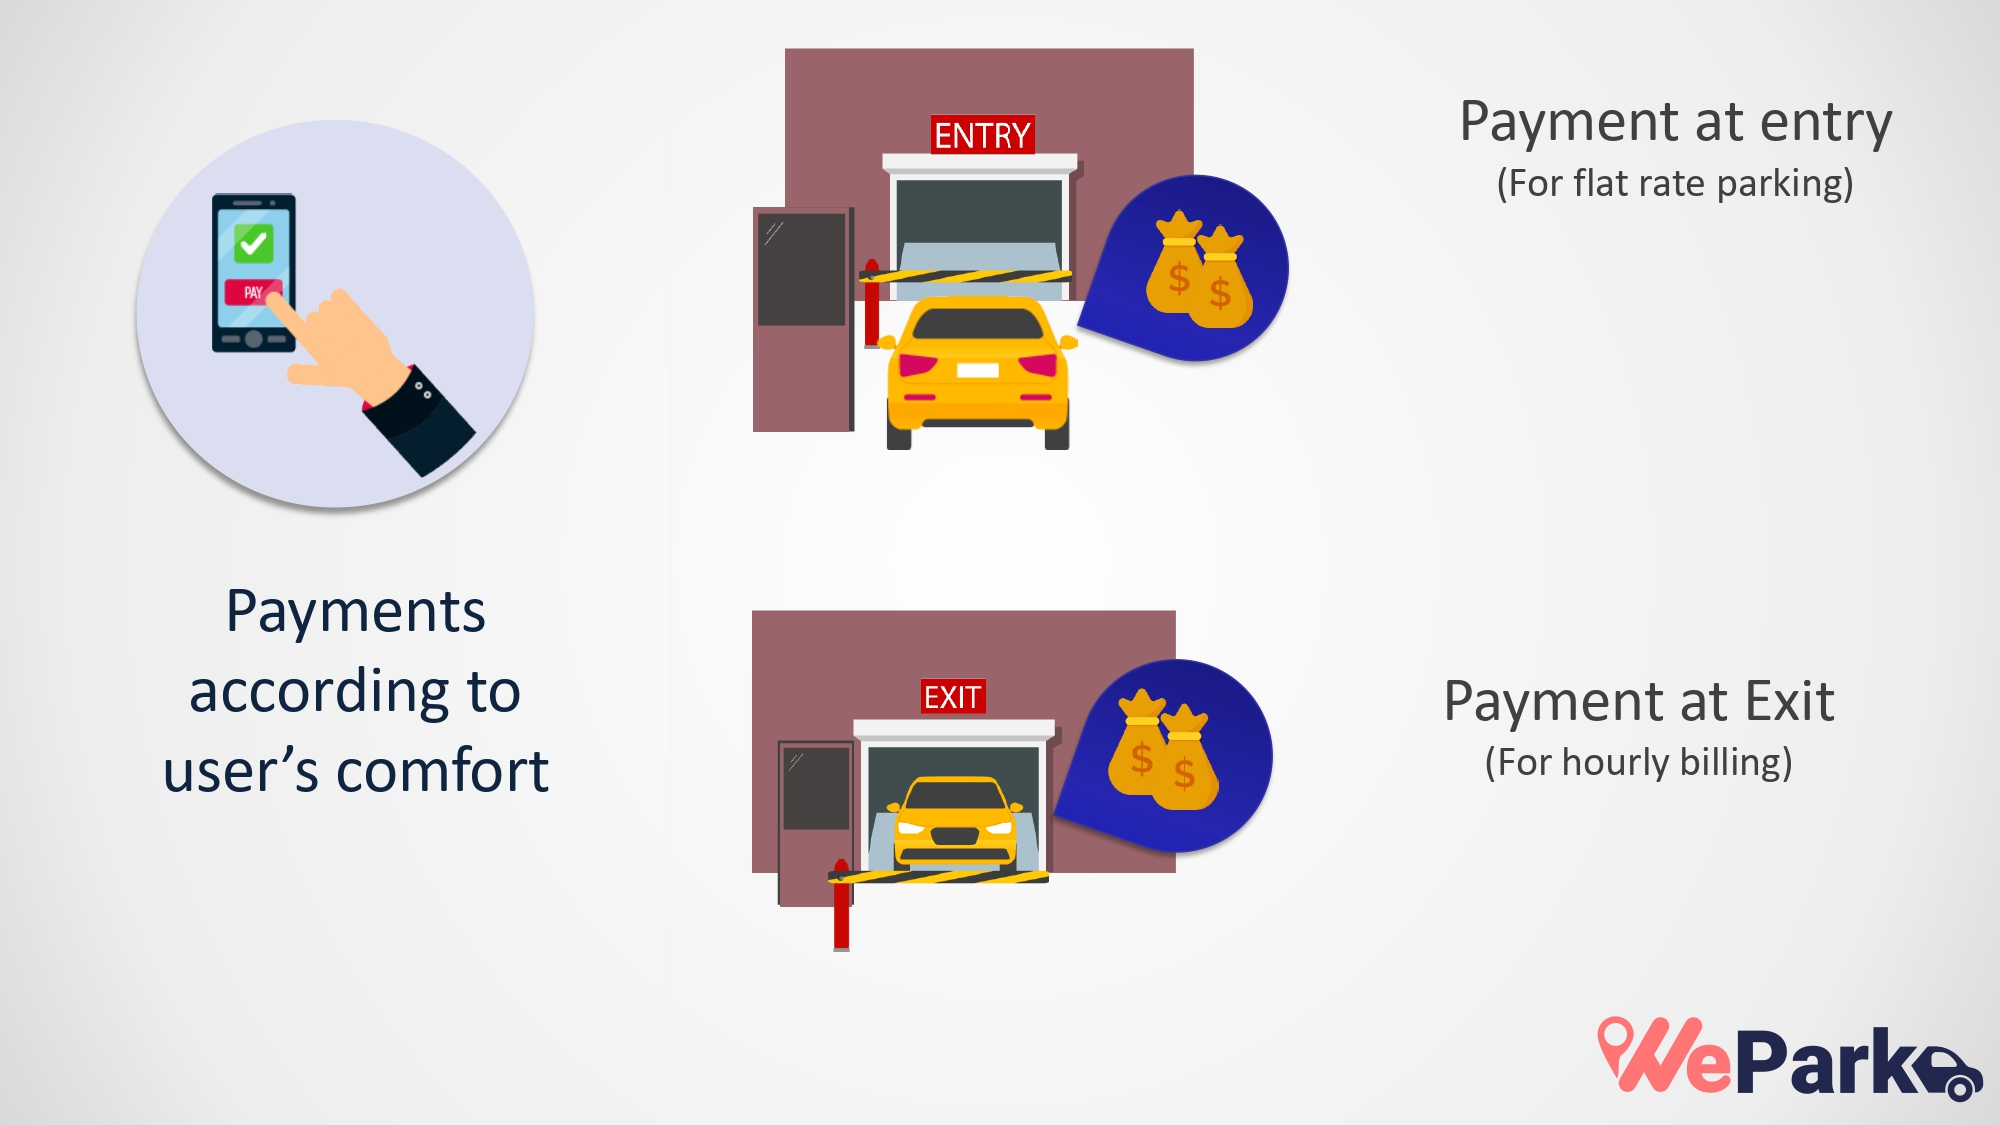 PAY
Payments
according to
user’s comfort
ENTRY
$ $
Payment at entry
(For flat rate parking)
EXIT
$ $
Payment at Exit
(For hourly billing)
WePark